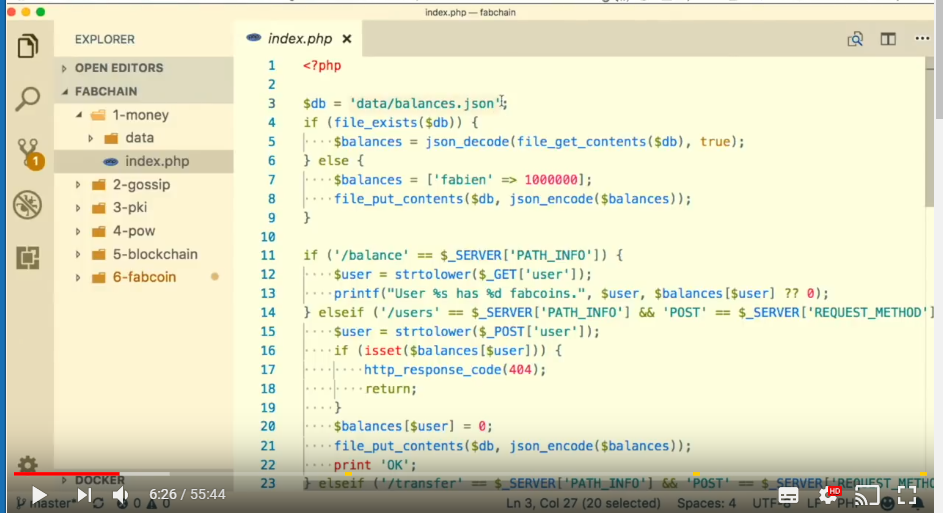 index.php — fabchain
EXPLORER
OPEN EDITORS
FABCHAIN
1-money
data
index.php
2-gossip
3-pki
4-pow
5-blockchain
6-fabcoin
DOCKER
1
index.php ×
1 <?php
2
3 $db = 'data/balances.json';
4 if (file_exists($db)) {
5 ····$balances = json_decode(file_get_contents($db), true);
6 } else {
7 ····$balances = ['fabien' => 1000000];
8 ····file_put_contents($db, json_encode($balances));
9 }
10
11 if ('/balance' == $_SERVER['PATH_INFO']) {
12 ····$user = strtolower($_GET['user']);
13 ····printf("User %s has %d fabcoins.", $user, $balances[$user] ?? 0);
14 } elseif ('/users' == $_SERVER['PATH_INFO'] && 'POST' == $_SERVER['REQUEST_METHOD']
15 ····$user = strtolower($_POST['user']);
16 ····if (isset($balances[$user])) {
17 ········http_response_code(404);
18 ········return;
19 ····}
20 ····$balances[$user] = 0;
21 ····file_put_contents($db, json_encode($balances));
22 ····print 'OK';
23 } elseif ('/transfer' == $_SERVER['PATH_INFO'] && 'POST' == $_SERVER['REQUEST_METHO
6:26 / 55:44
HD
master* 0 0 Ln 3, Col 27 (20 selected) Spaces: 4 UTF-8 LF